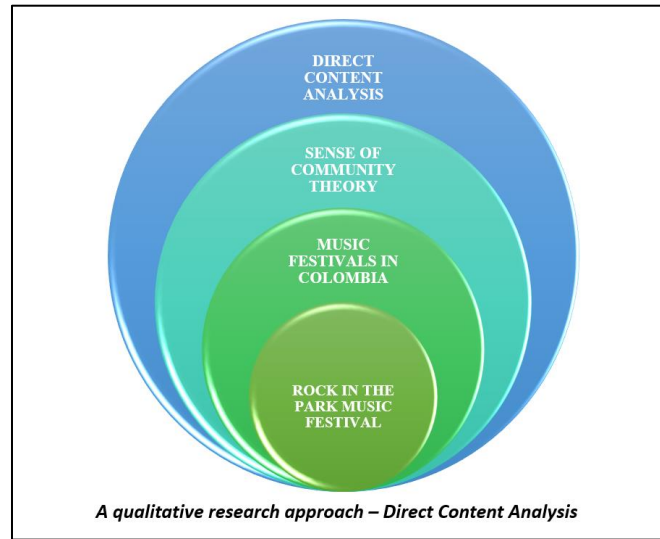 DIRECT
CONTENT
ANALYSIS
SENSE OF
COMMUNITY
THEORY
MUSIC
FESTIVALS IN
COLOMBIA
ROCK IN THE
PARK MUSIC
FESTIVAL
A qualitative research approach – Direct Content Analysis